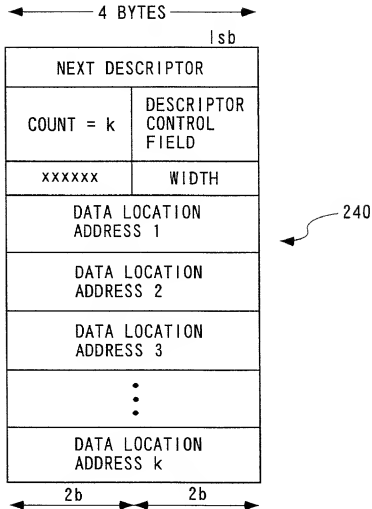 4 BYTES
lsb
NEXT DESCRIPTOR
COUNT = k
DESCRIPTOR
CONTROL
FIELD
xxxxxx
WIDTH
DATA LOCATION
ADDRESS 1
240
DATA LOCATION
ADDRESS 2
DATA LOCATION
ADDRESS 3
DATA LOCATION
ADDRESS k
2b
2b